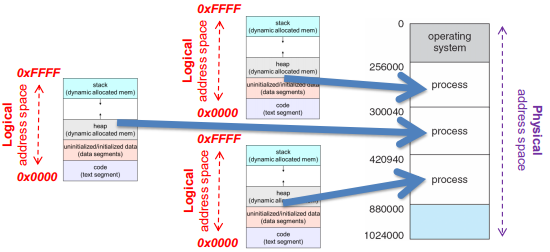 0xFFFF
Logical
address space
0x0000
stack
(dynamic allocated mem)
↓
↑
heap
(dynamic allocated mem)
uninitialized/initialized data
(data segments)
code
(text segment)
0xFFFF
Logical
address space
0x0000
stack
(dynamic allocated mem)
↓
↑
heap
(dynamic allocated mem)
uninitialized/initialized data
(data segments)
code
(text segment)
0xFFFF
Logical
address space
0x0000
stack
(dynamic allocated mem)
↓
↑
heap
(dynamic allocated mem)
uninitialized/initialized data
(data segments)
code
(text segment)
0
operating
system
256000
process
300040
process
420940
process
880000
1024000
Physical
address space